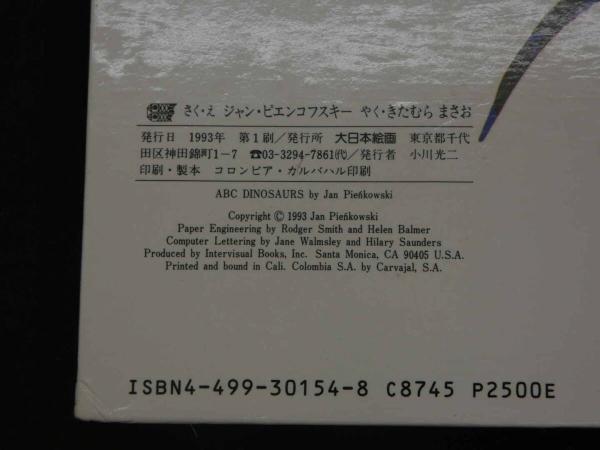 さく・え ジャン・ピエンコフスキー やく・きたむら まさお
発行日 1993年 第1刷/発行所 大日本絵画 東京都千代
田区神田錦町1-7 ☎03-3294-7861㈹/発行者 小川光二
印刷・製本 コロンビア・カルバハル印刷
ABC DINOSAURS by Jan Pieńkowski
Copyright © 1993 Jan Pieńkowski
Paper Engineering by Rodger Smith and Helen Balmer
Computer Lettering by Jane Walmsley and Hilary Saunders
Produced by Intervisual Books, Inc. Santa Monica, CA 90405 U.S.A.
Printed and bound in Cali. Colombia S.A. by Carvajal, S.A.
ISBN4-499-30154-8 C8745 P2500E